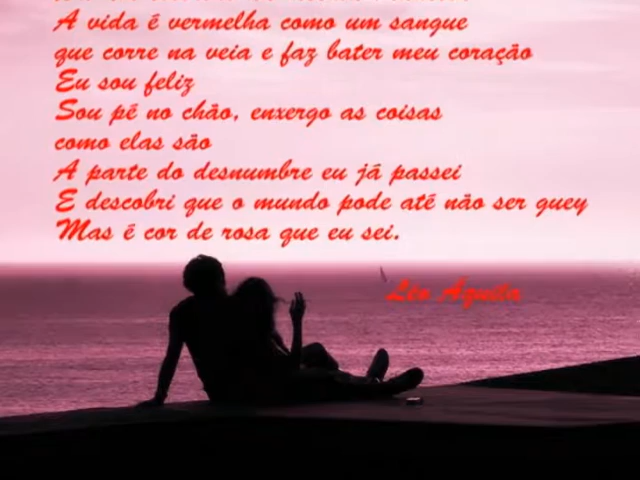 A vida é vermelha como um sangue
que corre na veia e faz bater meu coração
Eu sou feliz
Sou pé no chão, enxergo as coisas
como elas são
A parte do desnumbre eu já passei
E descobri que o mundo pode até não ser guey
Mas é cor de rosa que eu sei.
Léo Áquila